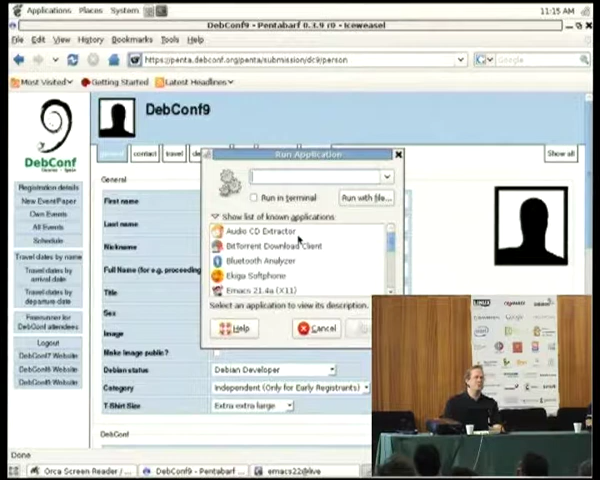 Applications Places System
11:15 AM
DebConf9 - Pentabarf 0.3.9 r0 - Iceweasel
File Edit View History Bookmarks Tools Help
https://penta.debconf.org/penta/submission/dc9/person
Google
Most Visited Getting Started Latest Headlines
DebConf
DebConf9
general contact travel
Show all
Registration details
New Event/Paper
Own Events
All Events
Schedule
Travel dates by name
Travel dates by arrival date
Travel dates by departure date
DebConf attendees
Logout
DebConf7 Website
DebConf8 Website
DebConf9 Website
General
First name
Last name
Nickname
Full Name (for e.g. proceedings
Title
Sex
Image
Make image public?
Debian status
Debian Developer
Category
Independent (Only for Early Registrants)
T-Shirt Size
Extra extra large
DebConf
Run Application
Run in terminal
Run with file...
Show list of known applications
Audio CD Extractor
BitTorrent Download Client
Bluetooth Analyzer
Ekiga Softphone
Emacs 21.4a (X11)
Select an application to view its description.
Help
Cancel
LINUX
Done
Orca Screen Reader / ...
DebConf9 - Pentabarf ...
emacs22@live